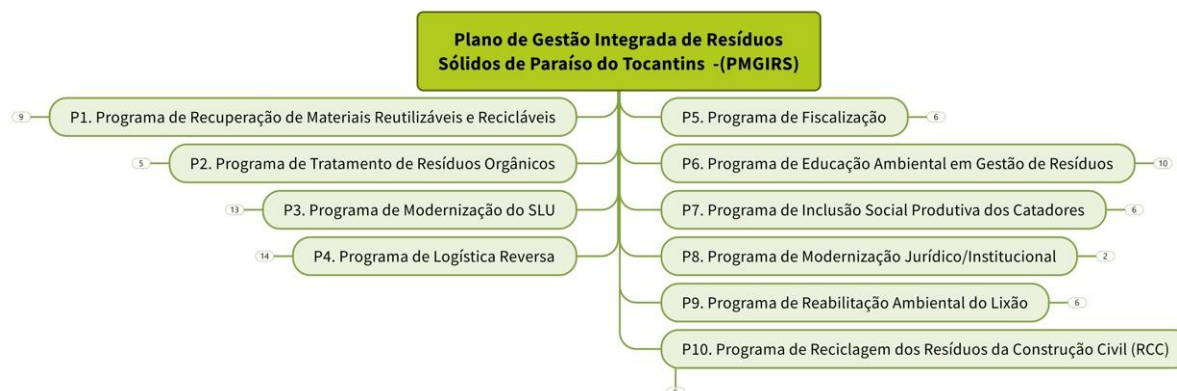 Plano de Gestão Integrada de Resíduos
Sólidos de Paraíso do Tocantins -(PMGIRS)
9
P1. Programa de Recuperação de Materiais Reutilizáveis e Recicláveis
5
P2. Programa de Tratamento de Resíduos Orgânicos
13
P3. Programa de Modernização do SLU
14
P4. Programa de Logística Reversa
P5. Programa de Fiscalização
6
P6. Programa de Educação Ambiental em Gestão de Resíduos
10
P7. Programa de Inclusão Social Produtiva dos Catadores
6
P8. Programa de Modernização Jurídico/Institucional
2
P9. Programa de Reabilitação Ambiental do Lixão
6
P10. Programa de Reciclagem dos Resíduos da Construção Civil (RCC)